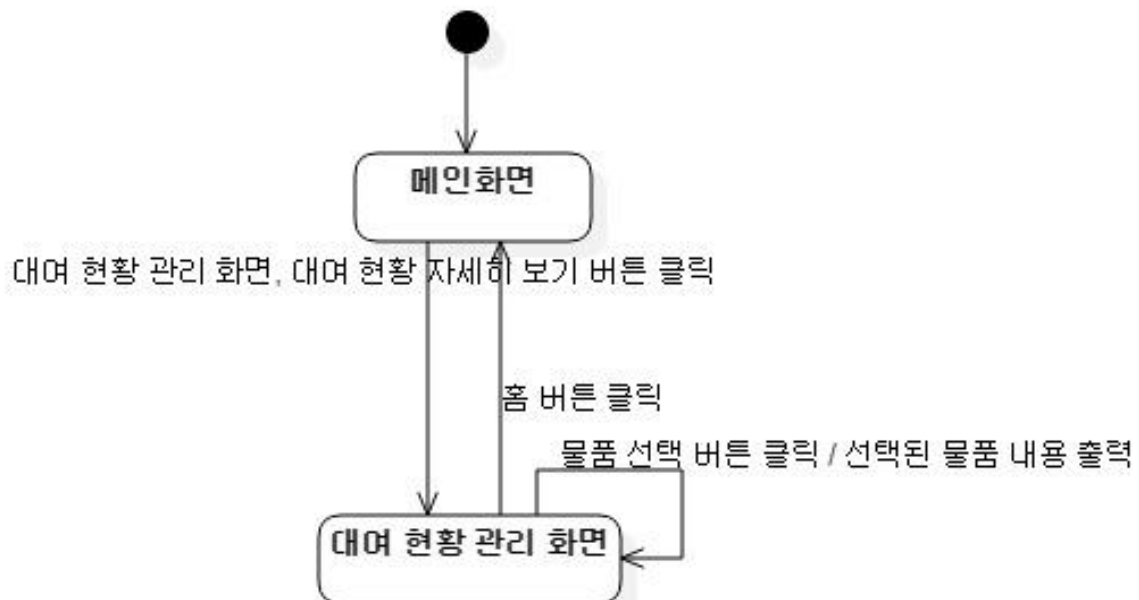 메인화면
대여 현황 관리 화면, 대여 현황 자세히 보기 버튼 클릭
홈 버튼 클릭
물품 선택 버튼 클릭 / 선택된 물품 내용 출력
대여 현황 관리 화면